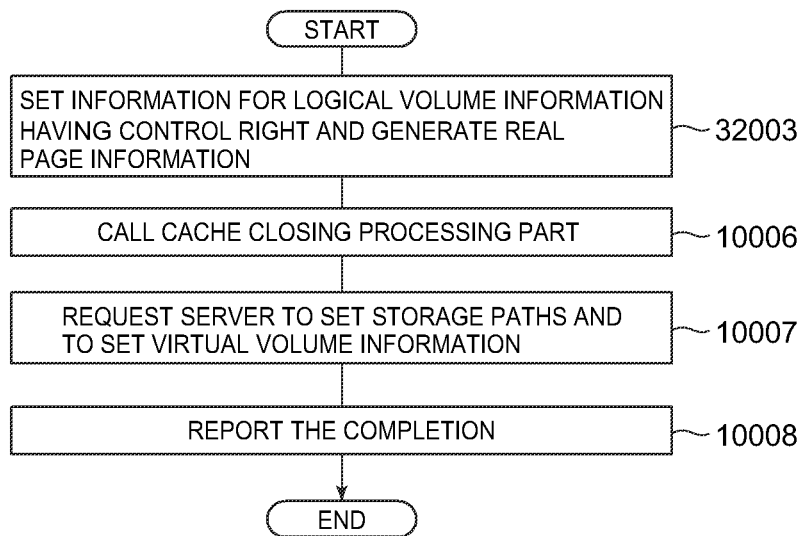 START
SET INFORMATION FOR LOGICAL VOLUME INFORMATION
HAVING CONTROL RIGHT AND GENERATE REAL
PAGE INFORMATION
32003
CALL CACHE CLOSING PROCESSING PART
10006
REQUEST SERVER TO SET STORAGE PATHS AND
TO SET VIRTUAL VOLUME INFORMATION
10007
REPORT THE COMPLETION
10008
END